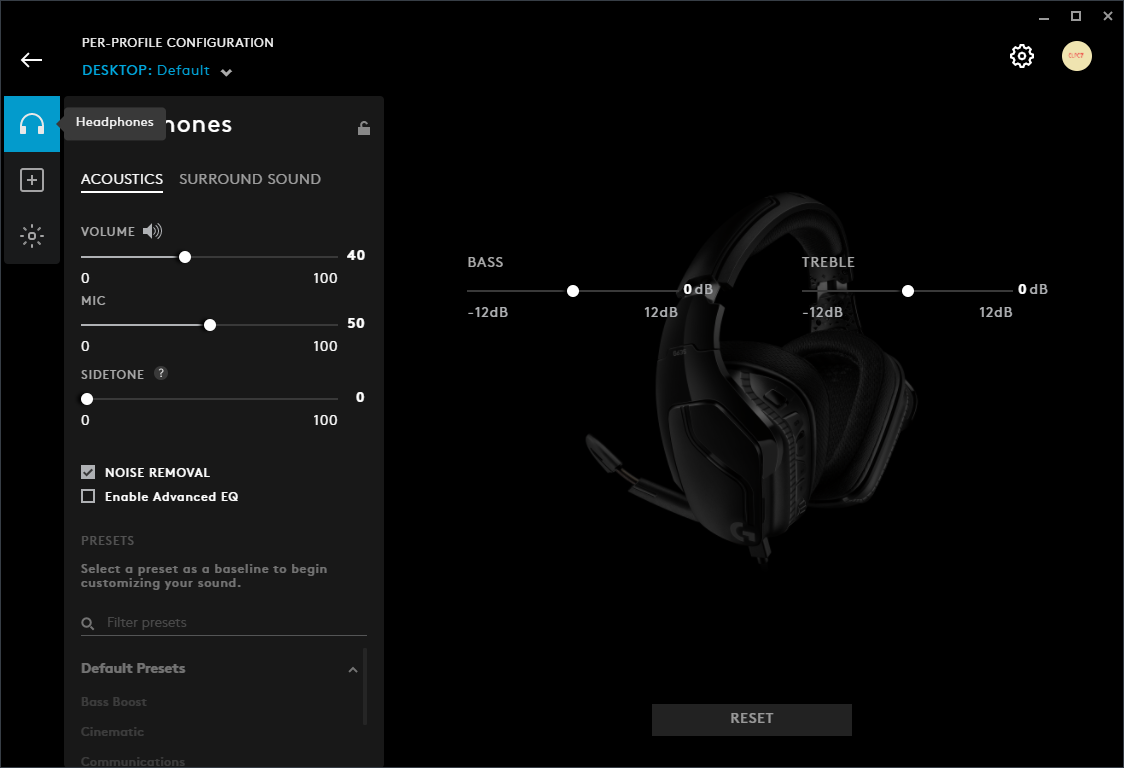 PER-PROFILE CONFIGURATION
DESKTOP: Default
Headphones
hones
ACOUSTICS SURROUND SOUND
VOLUME
40
0 100
MIC
50
0 100
SIDETONE ?
0
0 100
NOISE REMOVAL
Enable Advanced EQ
PRESETS
Select a preset as a baseline to begin
customizing your sound.
Filter presets
Default Presets
Bass Boost
Cinematic
Communications
BASS
0 dB
-12dB 12dB
TREBLE
0 dB
-12dB 12dB
RESET